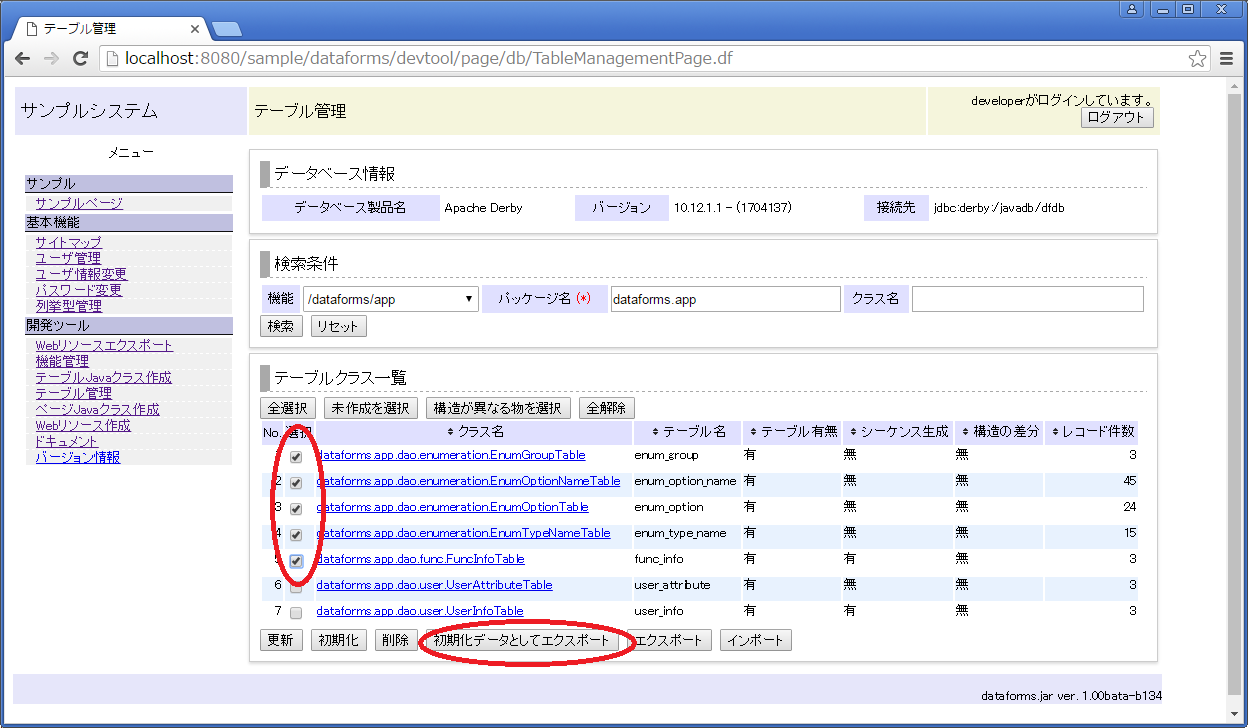 テーブル管理
localhost:8080/sample/dataforms/devtool/page/db/TableManagementPage.df
サンプルシステム
テーブル管理
developerがログインしています。
ログアウト
メニュー
サンプル
サンプルページ
基本機能
サイトマップ
ユーザ管理
ユーザ情報変更
パスワード変更
列挙型管理
開発ツール
Webリソースエクスポート
機能管理
テーブルJavaクラス作成
テーブル管理
ページJavaクラス作成
Webリソース作成
ドキュメント
バージョン情報
データベース情報
データベース製品名 Apache Derby バージョン 10.12.1.1 - (1704137) 接続先 jdbc:derby:/javadb/dfdb
検索条件
機能 /dataforms/app パッケージ名 (*) dataforms.app クラス名
検索 リセット
テーブルクラス一覧
全選択 未作成を選択 構造が異なる物を選択 全解除
No. 選択 クラス名 テーブル名 テーブル有無 シーケンス生成 構造の差分 レコード件数
dataforms.app.dao.enumeration.EnumGroupTable enum_group 有 無 無 3
2 dataforms.app.dao.enumeration.EnumOptionNameTable enum_option_name 有 無 無 45
3 dataforms.app.dao.enumeration.EnumOptionTable enum_option 有 無 無 24
4 dataforms.app.dao.enumeration.EnumTypeNameTable enum_type_name 有 無 無 15
5 dataforms.app.dao.func.FuncInfoTable func_info 有 有 無 3
6 dataforms.app.dao.user.UserAttributeTable user_attribute 有 無 無 3
7 dataforms.app.dao.user.UserInfoTable user_info 有 有 無 3
更新 初期化 削除 初期化データとしてエクスポート エクスポート インポート
dataforms.jar ver. 1.00bata-b134